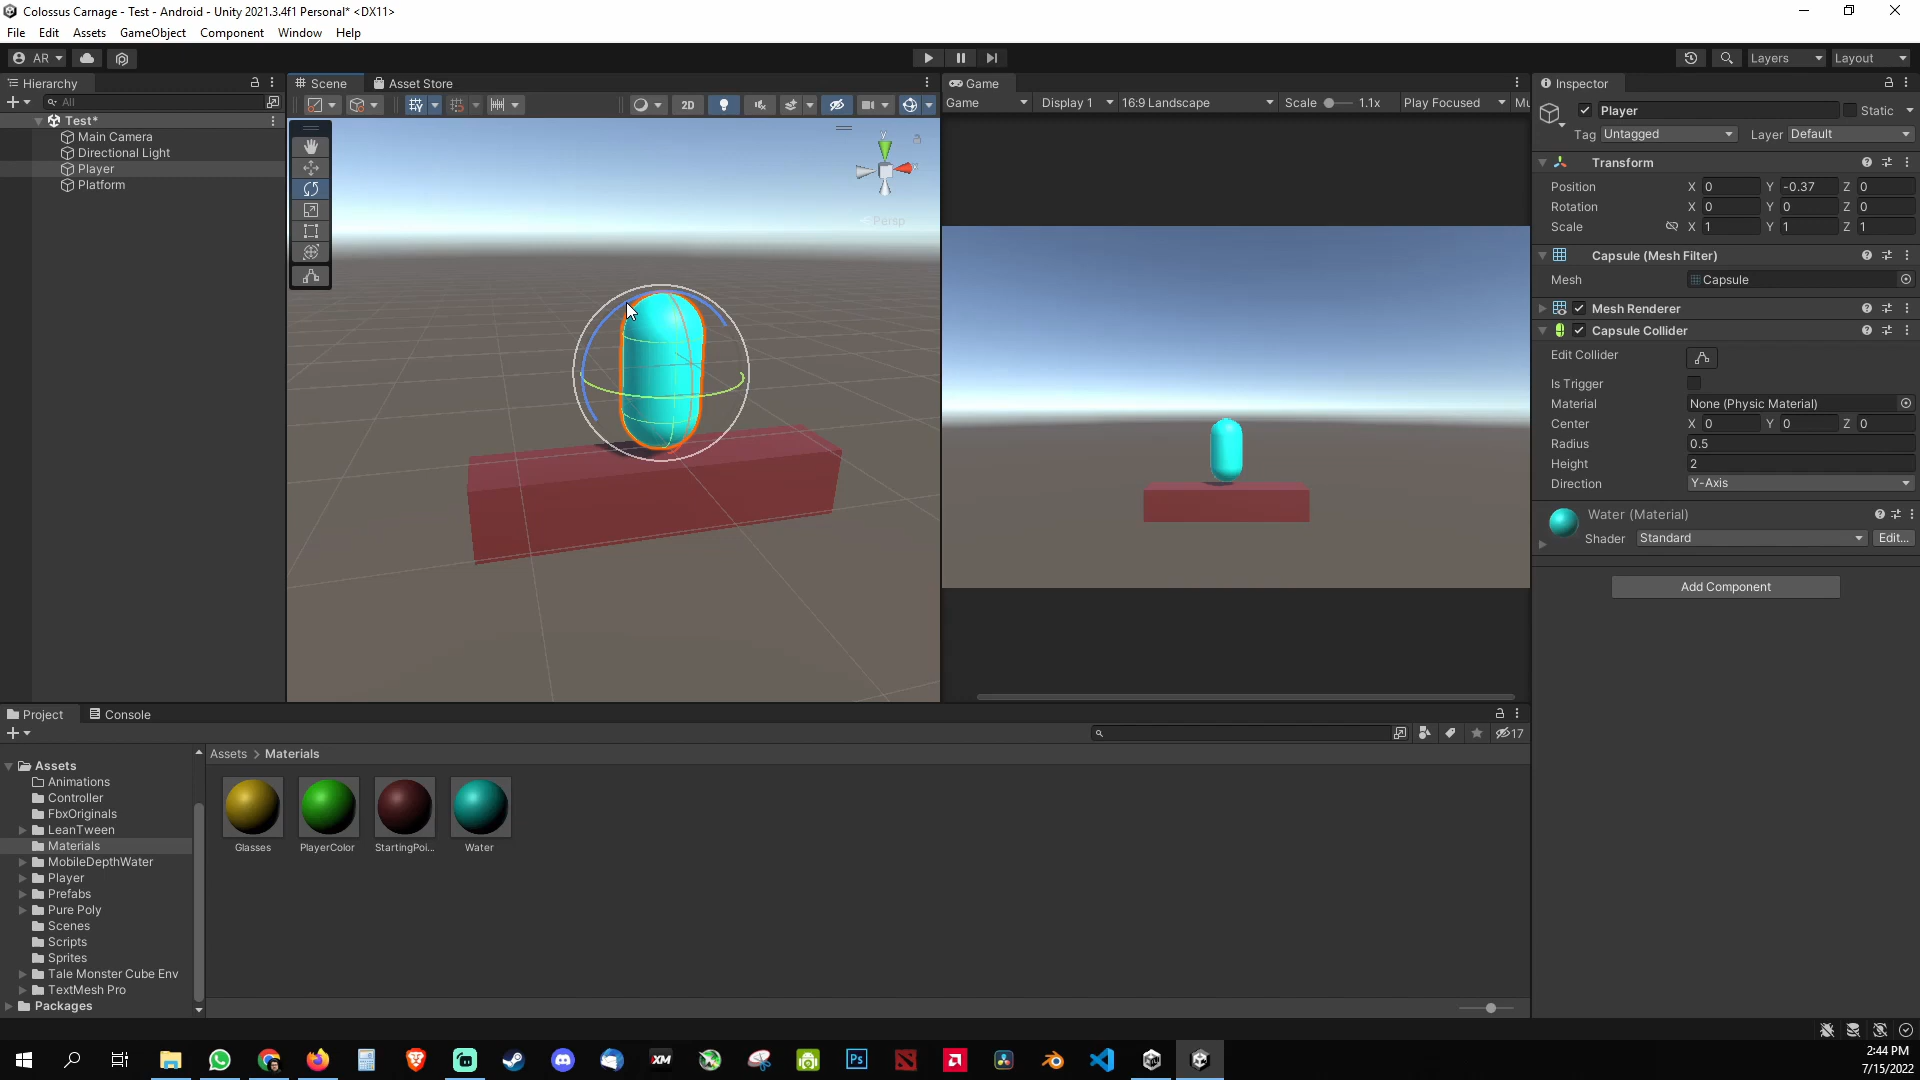 Colossus Carnage - Test - Android - Unity 2021.3.4f1 Personal* <DX11>
File Edit Assets GameObject Component Window Help
AR
Layers Layout
Hierarchy
All
Test*
Main Camera
Directional Light
Player
Platform
Scene Asset Store
2D
Y
Persp
Game
Game Display 1 16:9 Landscape Scale 1.1x Play Focused Mu
Inspector
Player Static
Tag Untagged Layer Default
Transform
Position X 0 Y -0.37 Z 0
Rotation X 0 Y 0 Z 0
Scale X 1 Y 1 Z 1
Capsule (Mesh Filter)
Mesh Capsule
Mesh Renderer
Capsule Collider
Edit Collider
Is Trigger
Material None (Physic Material)
Center X 0 Y 0 Z 0
Radius 0.5
Height 2
Direction Y-Axis
Water (Material)
Shader Standard Edit...
Add Component
Project Console
17
Assets
Animations
Controller
FbxOriginals
LeanTween
Materials
MobileDepthWater
Player
Prefabs
Pure Poly
Scenes
Scripts
Sprites
Tale Monster Cube Env
TextMesh Pro
Packages
Assets > Materials
Glasses PlayerColor StartingPoi... Water
XM
Ps
2:44 PM
7/15/2022